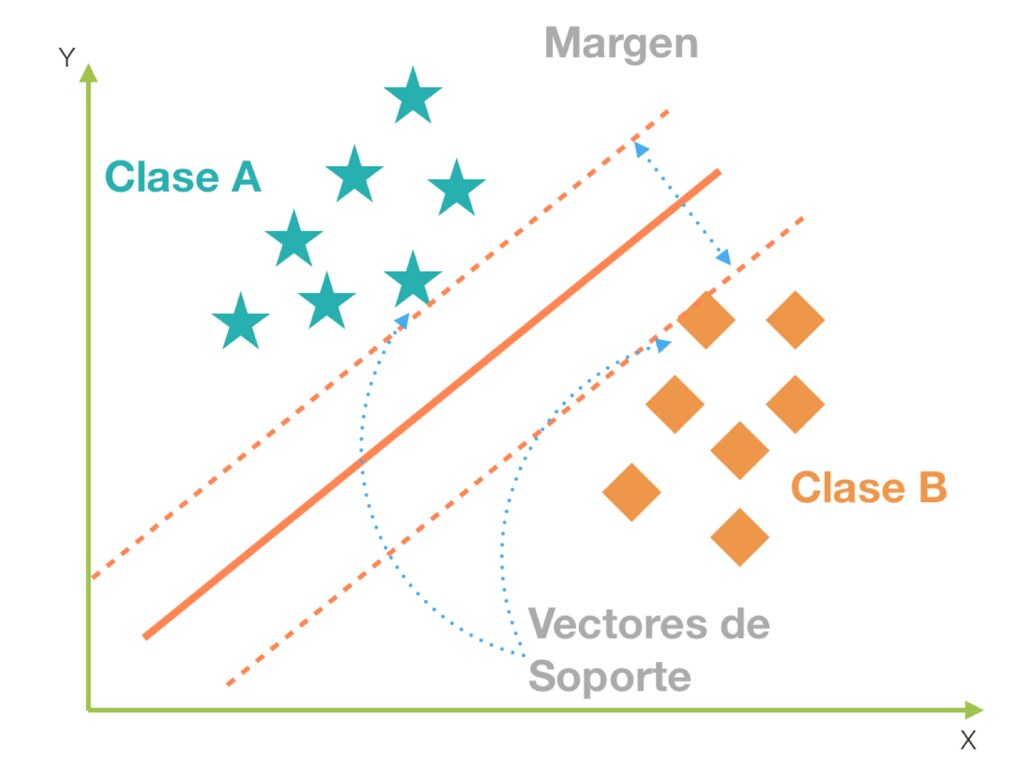 Margen
Y
Clase A
Clase B
Vectores de
Soporte
X